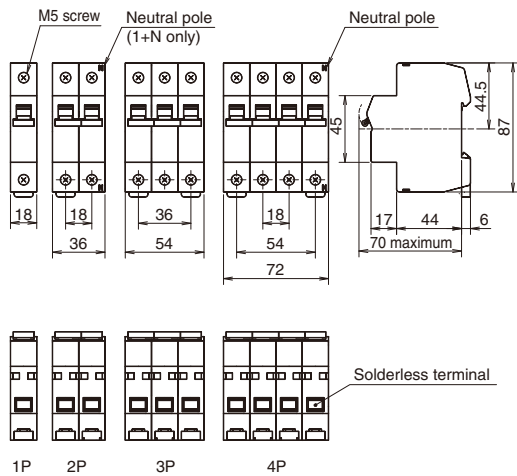 M5 screw
Neutral pole
(1+N only)
Neutral pole
N
N
N
N
45
44.5
87
18
18
36
36
54
18
54
72
17
44
6
70 maximum
Solderless terminal
1P
2P
3P
4P